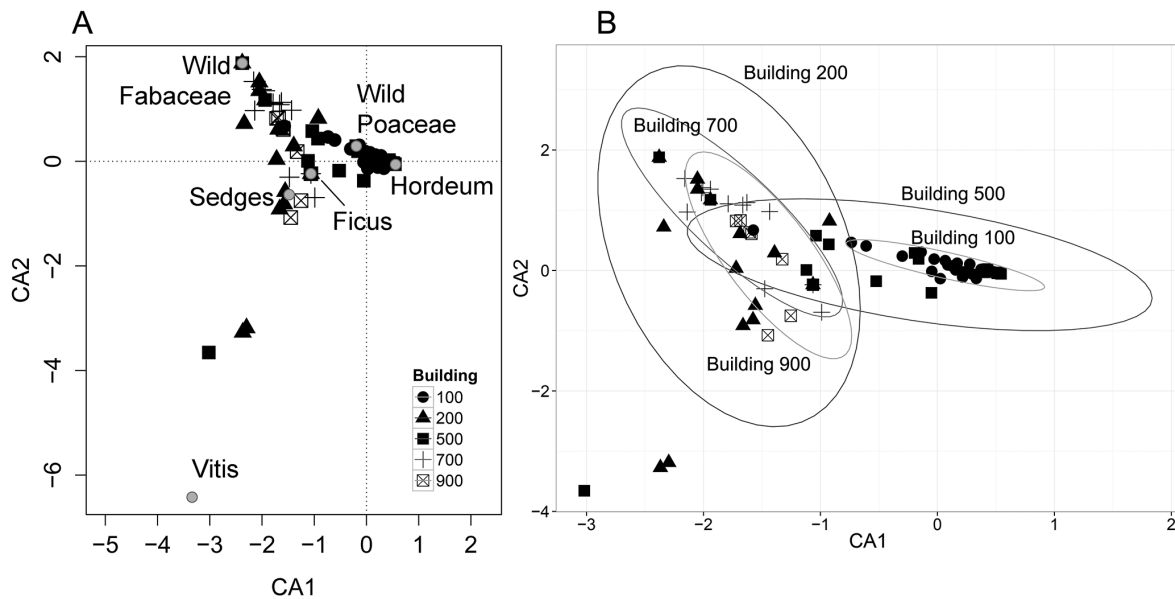 A
2
0
−2
−4
−6
CA2
−5 −4 −3 −2 −1 0 1 2
CA1
Wild
Fabaceae
Wild
Poaceae
Sedges
Ficus
Hordeum
Vitis
Building
100
200
500
700
900
B
2
0
−2
−4
CA2
−3 −2 −1 0 1 2
CA1
Building 200
Building 700
Building 500
Building 100
Building 900